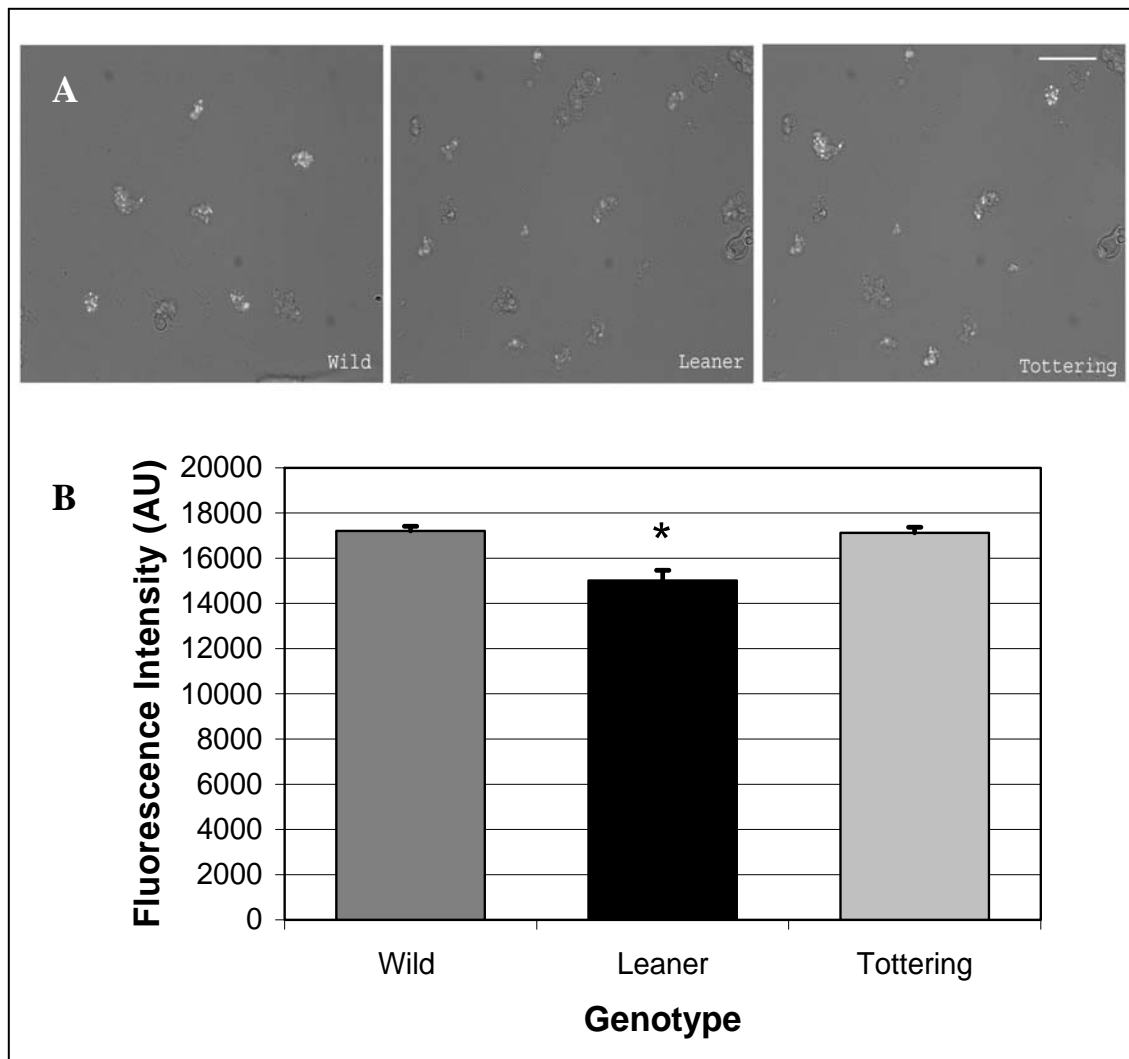 A
Wild
Leaner
Tottering
B
Fluorescence Intensity (AU)
20000
18000
16000
14000
12000
10000
8000
6000
4000
2000
0
*
Wild Leaner Tottering
Genotype